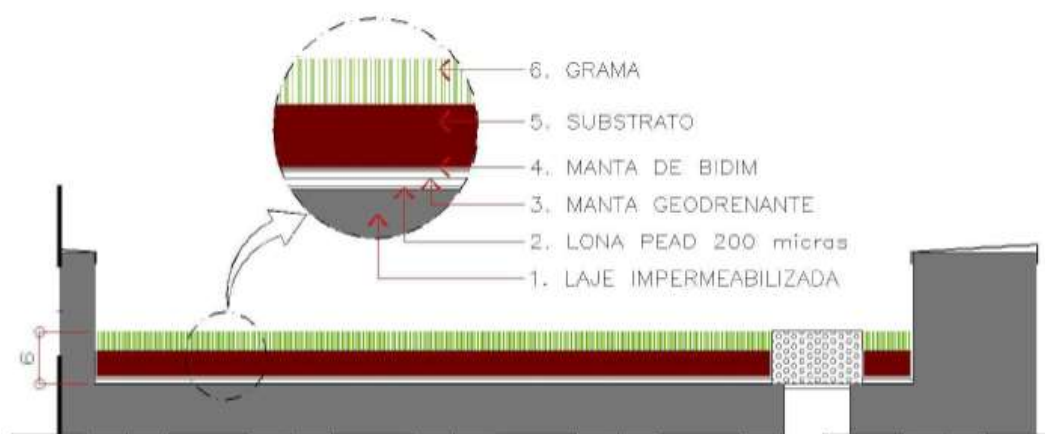 6. GRAMA
5. SUBSTRATO
4. MANTA DE BIDIM
3. MANTA GEODRENANTE
2. LONA PEAD 200 micras
1. LAJE IMPERMEABILIZADA
6